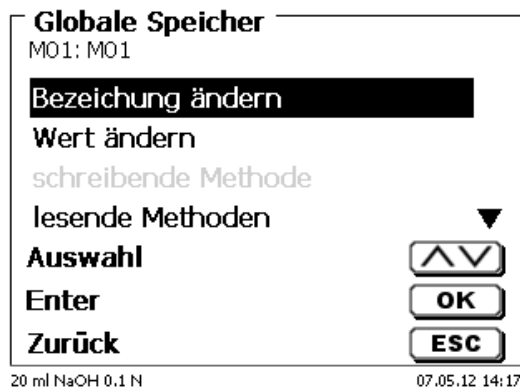 Globale Speicher
M01: M01
Bezeichung ändern
Wert ändern
schreibende Methode
lesende Methoden
Auswahl
Enter OK
Zurück ESC
20 ml NaOH 0.1 N 07.05.12 14:17